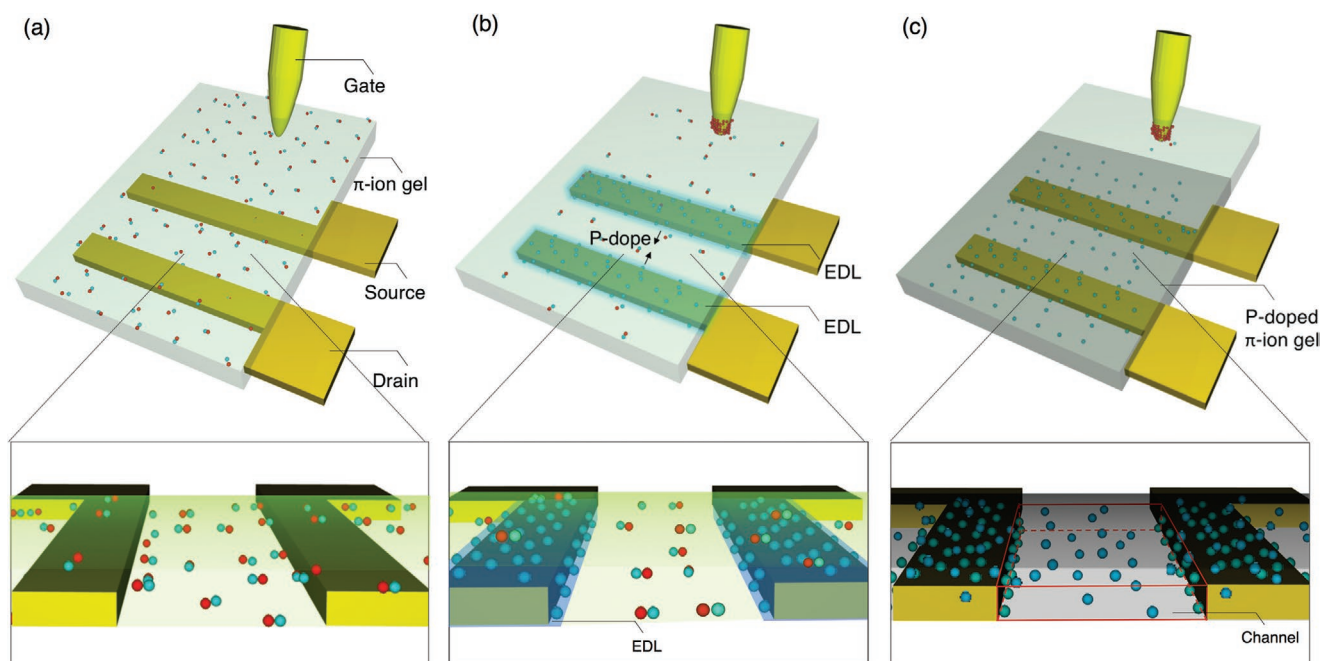 (a)
Gate
π-ion gel
Source
Drain
(b)
P-dope
EDL
EDL
EDL
(c)
P-doped
π-ion gel
Channel